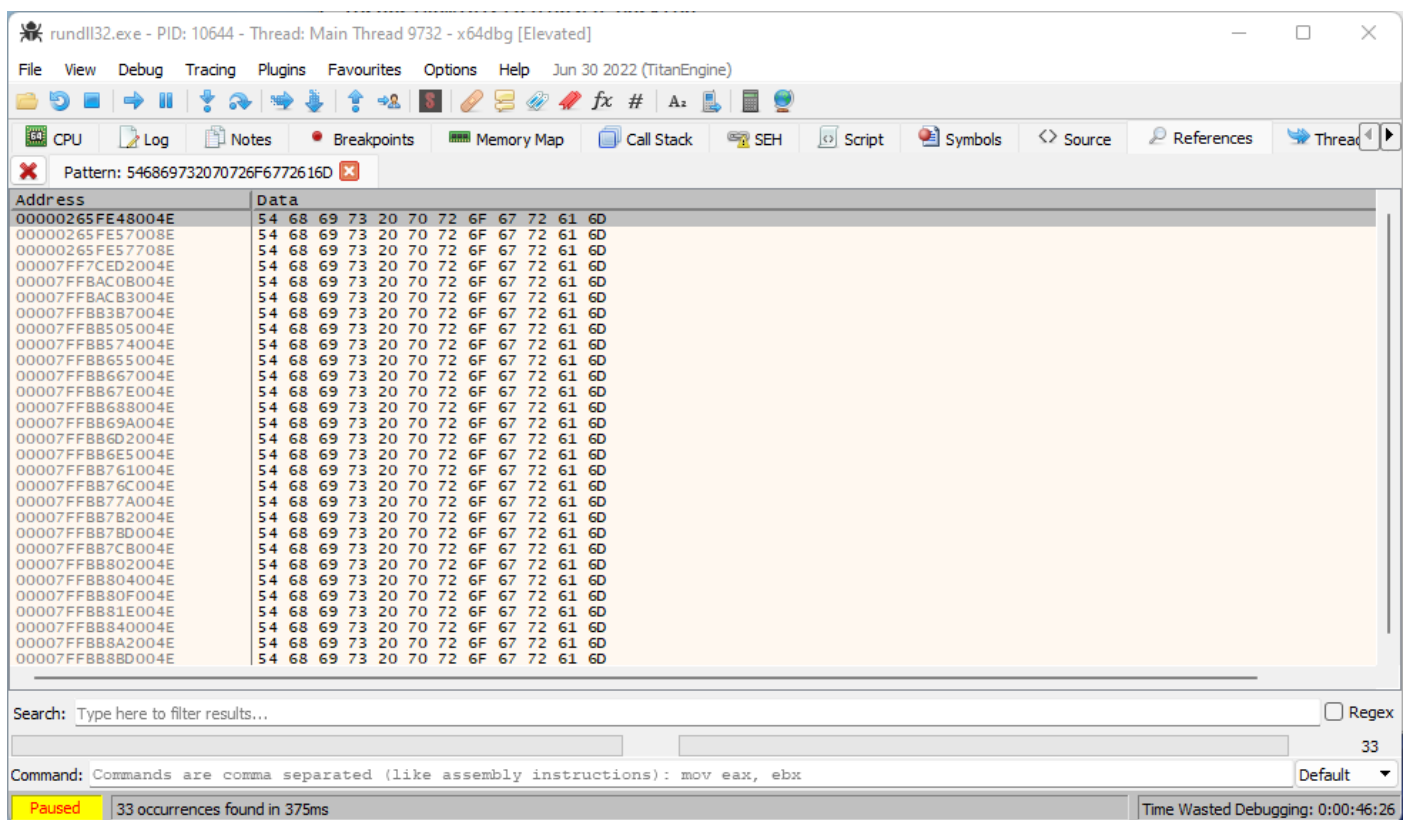 rundll32.exe - PID: 10644 - Thread: Main Thread 9732 - x64dbg [Elevated]
File View Debug Tracing Plugins Favourites Options Help Jun 30 2022 (TitanEngine)
CPU Log Notes Breakpoints Memory Map Call Stack SEH Script Symbols Source References Threac
Pattern: 546869732070726F6772616D
Address Data
00000265FE48004E 54 68 69 73 20 70 72 6F 67 72 61 6D
00000265FE57008E 54 68 69 73 20 70 72 6F 67 72 61 6D
00000265FE57708E 54 68 69 73 20 70 72 6F 67 72 61 6D
00007FF7CED2004E 54 68 69 73 20 70 72 6F 67 72 61 6D
00007FFBAC0B004E 54 68 69 73 20 70 72 6F 67 72 61 6D
00007FFBACB3004E 54 68 69 73 20 70 72 6F 67 72 61 6D
00007FFBB3B7004E 54 68 69 73 20 70 72 6F 67 72 61 6D
00007FFBB505004E 54 68 69 73 20 70 72 6F 67 72 61 6D
00007FFBB574004E 54 68 69 73 20 70 72 6F 67 72 61 6D
00007FFBB655004E 54 68 69 73 20 70 72 6F 67 72 61 6D
00007FFBB667004E 54 68 69 73 20 70 72 6F 67 72 61 6D
00007FFBB67E004E 54 68 69 73 20 70 72 6F 67 72 61 6D
00007FFBB688004E 54 68 69 73 20 70 72 6F 67 72 61 6D
00007FFBB69A004E 54 68 69 73 20 70 72 6F 67 72 61 6D
00007FFBB6D2004E 54 68 69 73 20 70 72 6F 67 72 61 6D
00007FFBB6E5004E 54 68 69 73 20 70 72 6F 67 72 61 6D
00007FFBB761004E 54 68 69 73 20 70 72 6F 67 72 61 6D
00007FFBB76C004E 54 68 69 73 20 70 72 6F 67 72 61 6D
00007FFBB77A004E 54 68 69 73 20 70 72 6F 67 72 61 6D
00007FFBB7B2004E 54 68 69 73 20 70 72 6F 67 72 61 6D
00007FFBB7BD004E 54 68 69 73 20 70 72 6F 67 72 61 6D
00007FFBB7CB004E 54 68 69 73 20 70 72 6F 67 72 61 6D
00007FFBB802004E 54 68 69 73 20 70 72 6F 67 72 61 6D
00007FFBB804004E 54 68 69 73 20 70 72 6F 67 72 61 6D
00007FFBB80F004E 54 68 69 73 20 70 72 6F 67 72 61 6D
00007FFBB81E004E 54 68 69 73 20 70 72 6F 67 72 61 6D
00007FFBB840004E 54 68 69 73 20 70 72 6F 67 72 61 6D
00007FFBB8A2004E 54 68 69 73 20 70 72 6F 67 72 61 6D
00007FFBB8BD004E 54 68 69 73 20 70 72 6F 67 72 61 6D
Search: Type here to filter results... Regex
33
Command: Commands are comma separated (like assembly instructions): mov eax, ebx Default
Paused 33 occurrences found in 375ms Time Wasted Debugging: 0:00:46:26